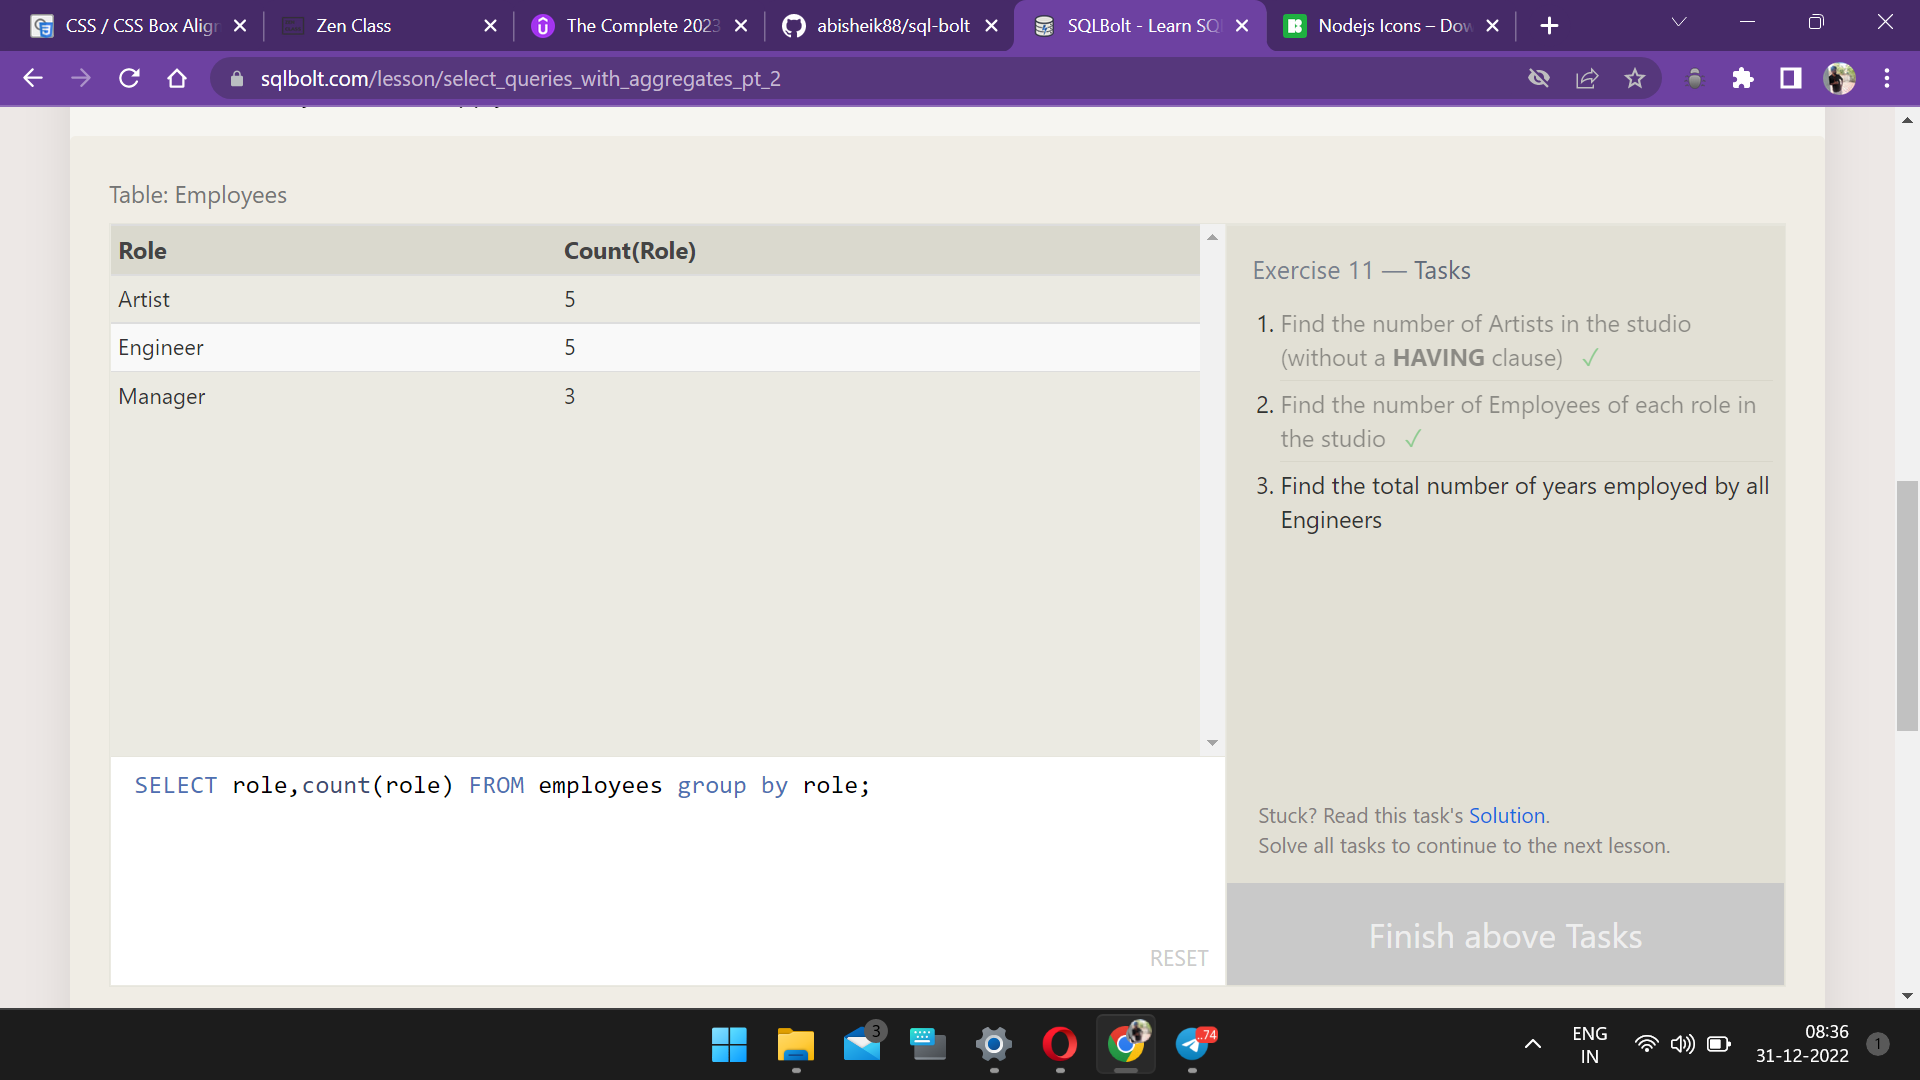 CSS / CSS Box Align
Zen Class
The Complete 2023
abisheik88/sql-bolt
SQLBolt - Learn SQ
Nodejs Icons – Dow
sqlbolt.com/lesson/select_queries_with_aggregates_pt_2
Table: Employees
Role Count(Role)
Artist 5
Engineer 5
Manager 3
SELECT role,count(role) FROM employees group by role;
RESET
Exercise 11 — Tasks
1. Find the number of Artists in the studio
(without a HAVING clause) ✓
2. Find the number of Employees of each role in
the studio ✓
3. Find the total number of years employed by all
Engineers
Stuck? Read this task's Solution.
Solve all tasks to continue to the next lesson.
Finish above Tasks
3
..74
ENG
IN
08:36
31-12-2022
1